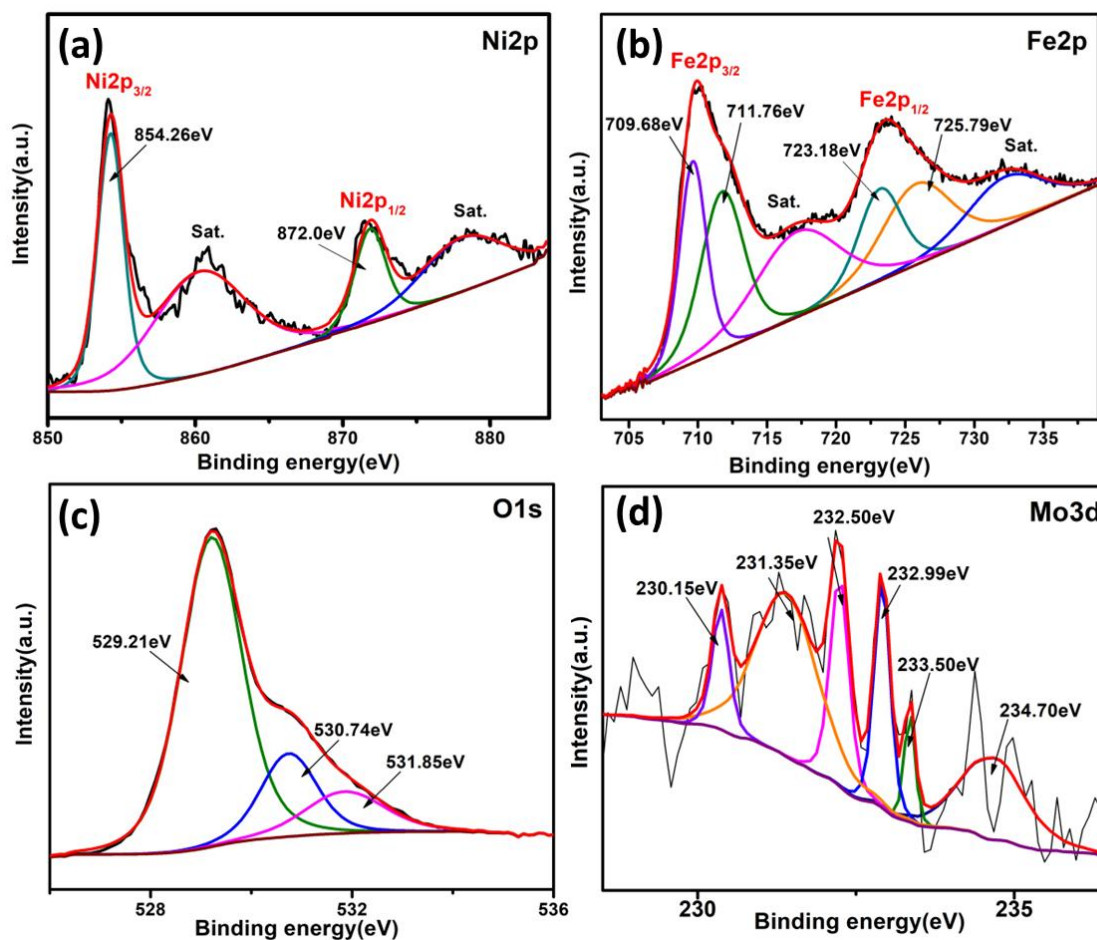 (a)
Ni2p
Ni2p3/2
854.26eV
Sat.
Ni2p1/2
872.0eV
Sat.
Intensity(a.u.)
850 860 870 880
Binding energy(eV)
(b)
Fe2p
Fe2p3/2
709.68eV
711.76eV
Sat.
Fe2p1/2
723.18eV
725.79eV
Sat.
Intensity(a.u.)
705 710 715 720 725 730 735
Binding energy(eV)
(c)
O1s
529.21eV
530.74eV
531.85eV
Intensity(a.u.)
528 532 536
Binding energy(eV)
(d)
Mo3d
230.15eV
231.35eV
232.50eV
232.99eV
233.50eV
234.70eV
Intensity(a.u.)
230 235
Binding energy(eV)